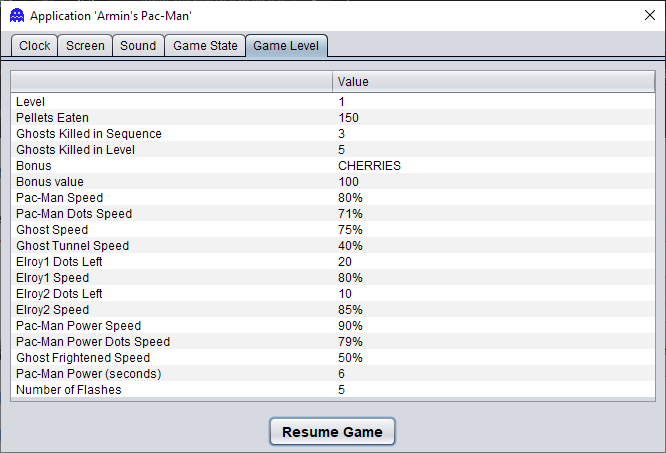 Application 'Armin's Pac-Man'
Clock Screen Sound Game State Game Level
Value
Level 1
Pellets Eaten 150
Ghosts Killed in Sequence 3
Ghosts Killed in Level 5
Bonus CHERRIES
Bonus value 100
Pac-Man Speed 80%
Pac-Man Dots Speed 71%
Ghost Speed 75%
Ghost Tunnel Speed 40%
Elroy1 Dots Left 20
Elroy1 Speed 80%
Elroy2 Dots Left 10
Elroy2 Speed 85%
Pac-Man Power Speed 90%
Pac-Man Power Dots Speed 79%
Ghost Frightened Speed 50%
Pac-Man Power (seconds) 6
Number of Flashes 5
Resume Game